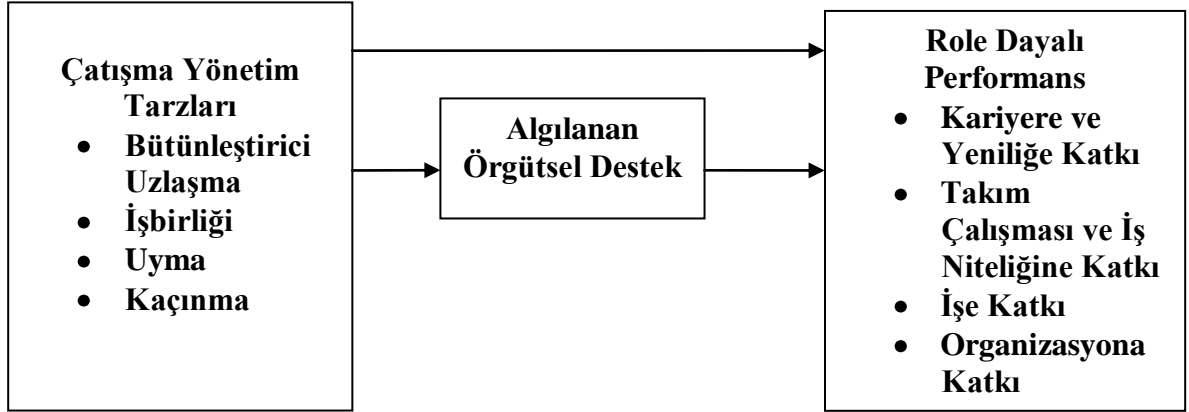 Çatışma Yönetim
Tarzları
• Bütünleştirici
Uzlaşma
• İşbirliği
• Uyma
• Kaçınma
Algılanan
Örgütsel Destek
Role Dayalı
Performans
• Kariyere ve
Yeniliğe Katkı
• Takım
Çalışması ve İş
Niteliğine Katkı
• İşe Katkı
• Organizasyona
Katkı